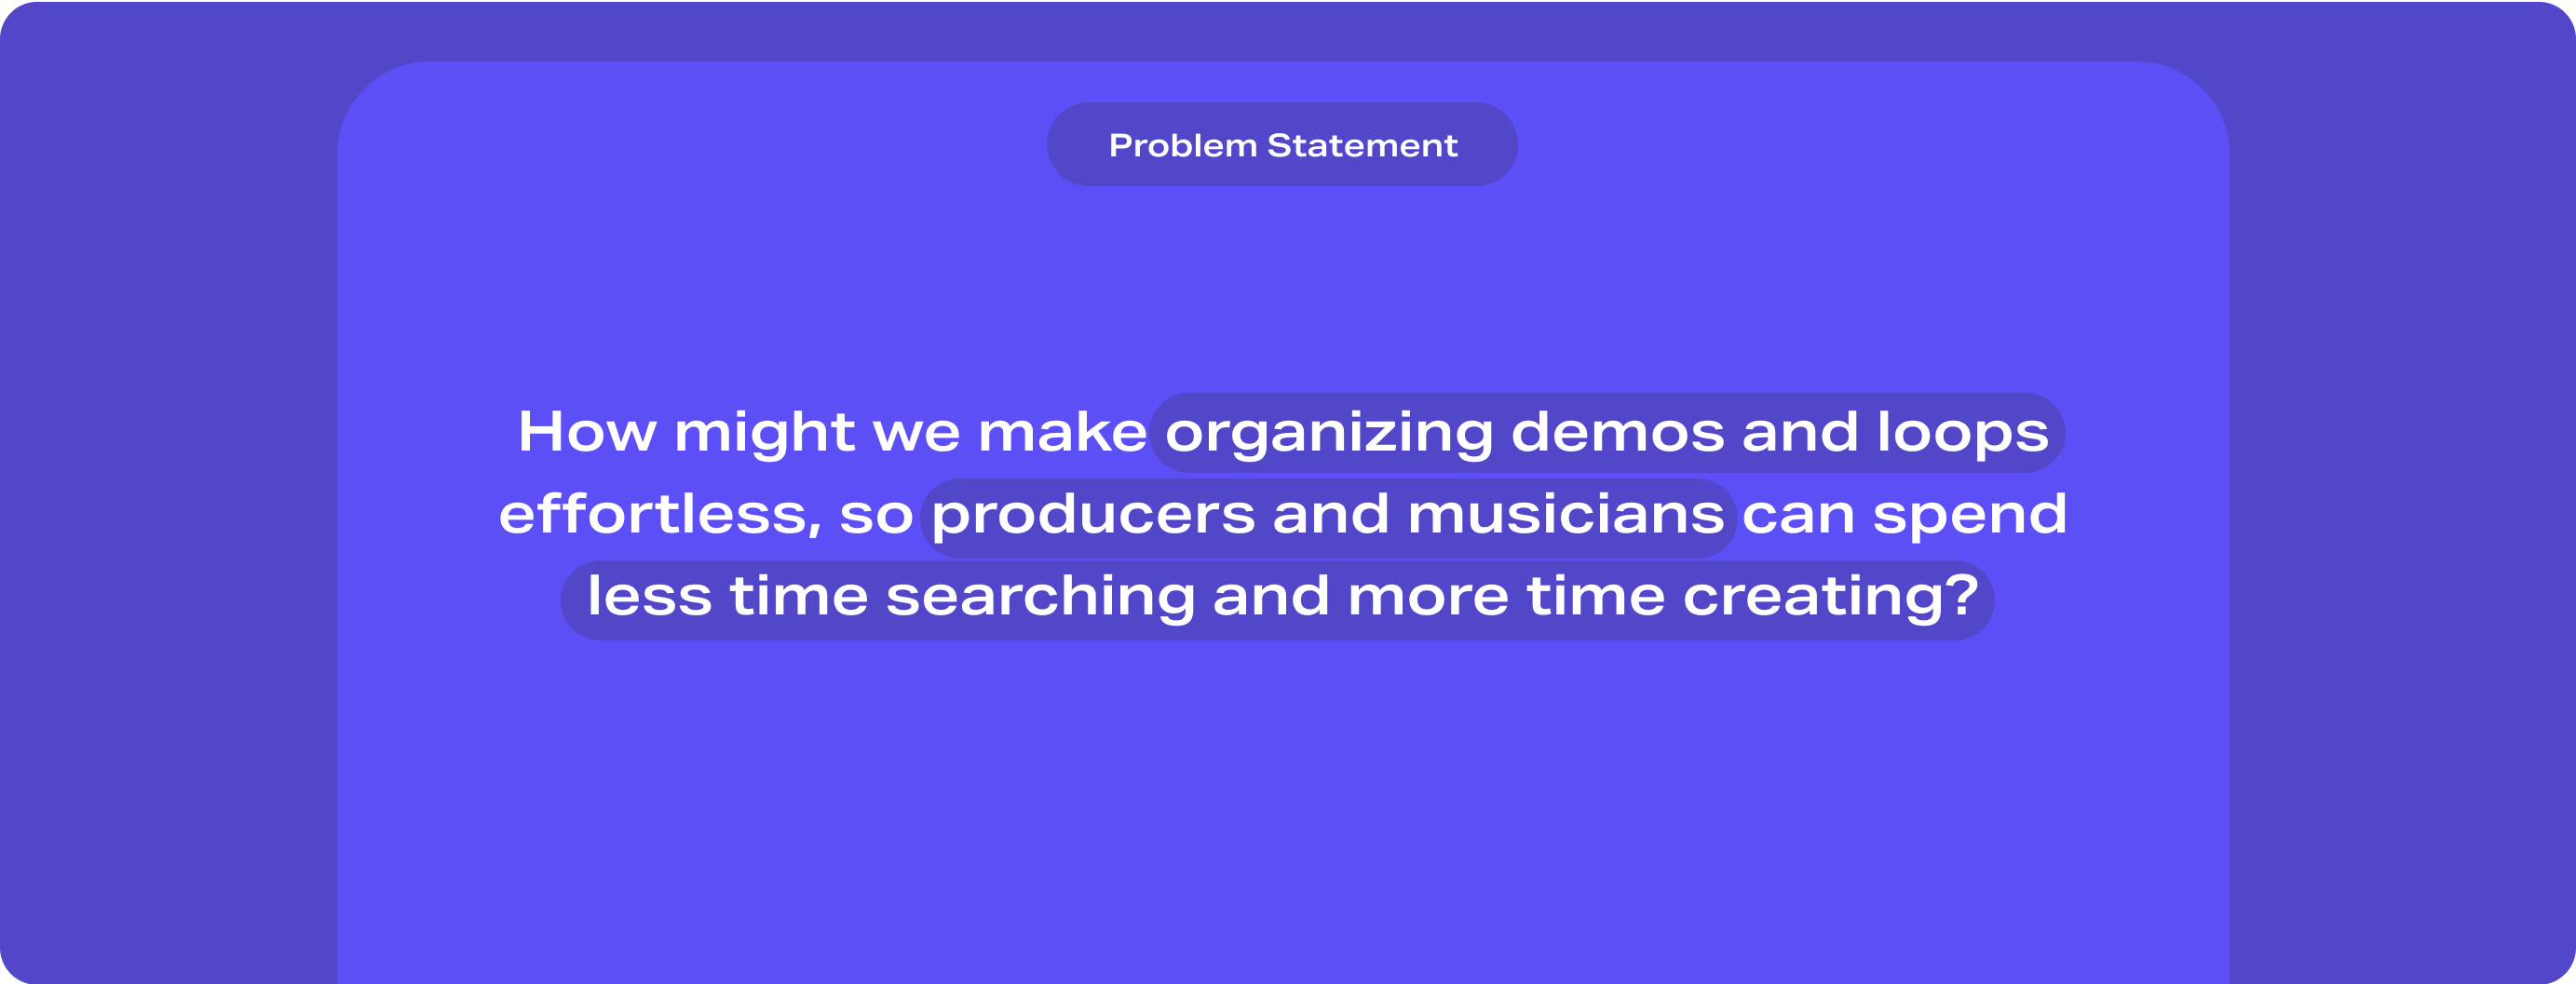 Problem Statement
How might we make organizing demos and loops
effortless, so producers and musicians can spend
less time searching and more time creating?